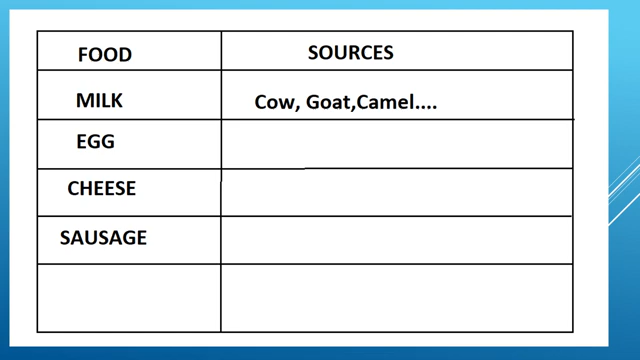 FOOD SOURCES
MILK Cow, Goat,Camel....
EGG
CHEESE
SAUSAGE